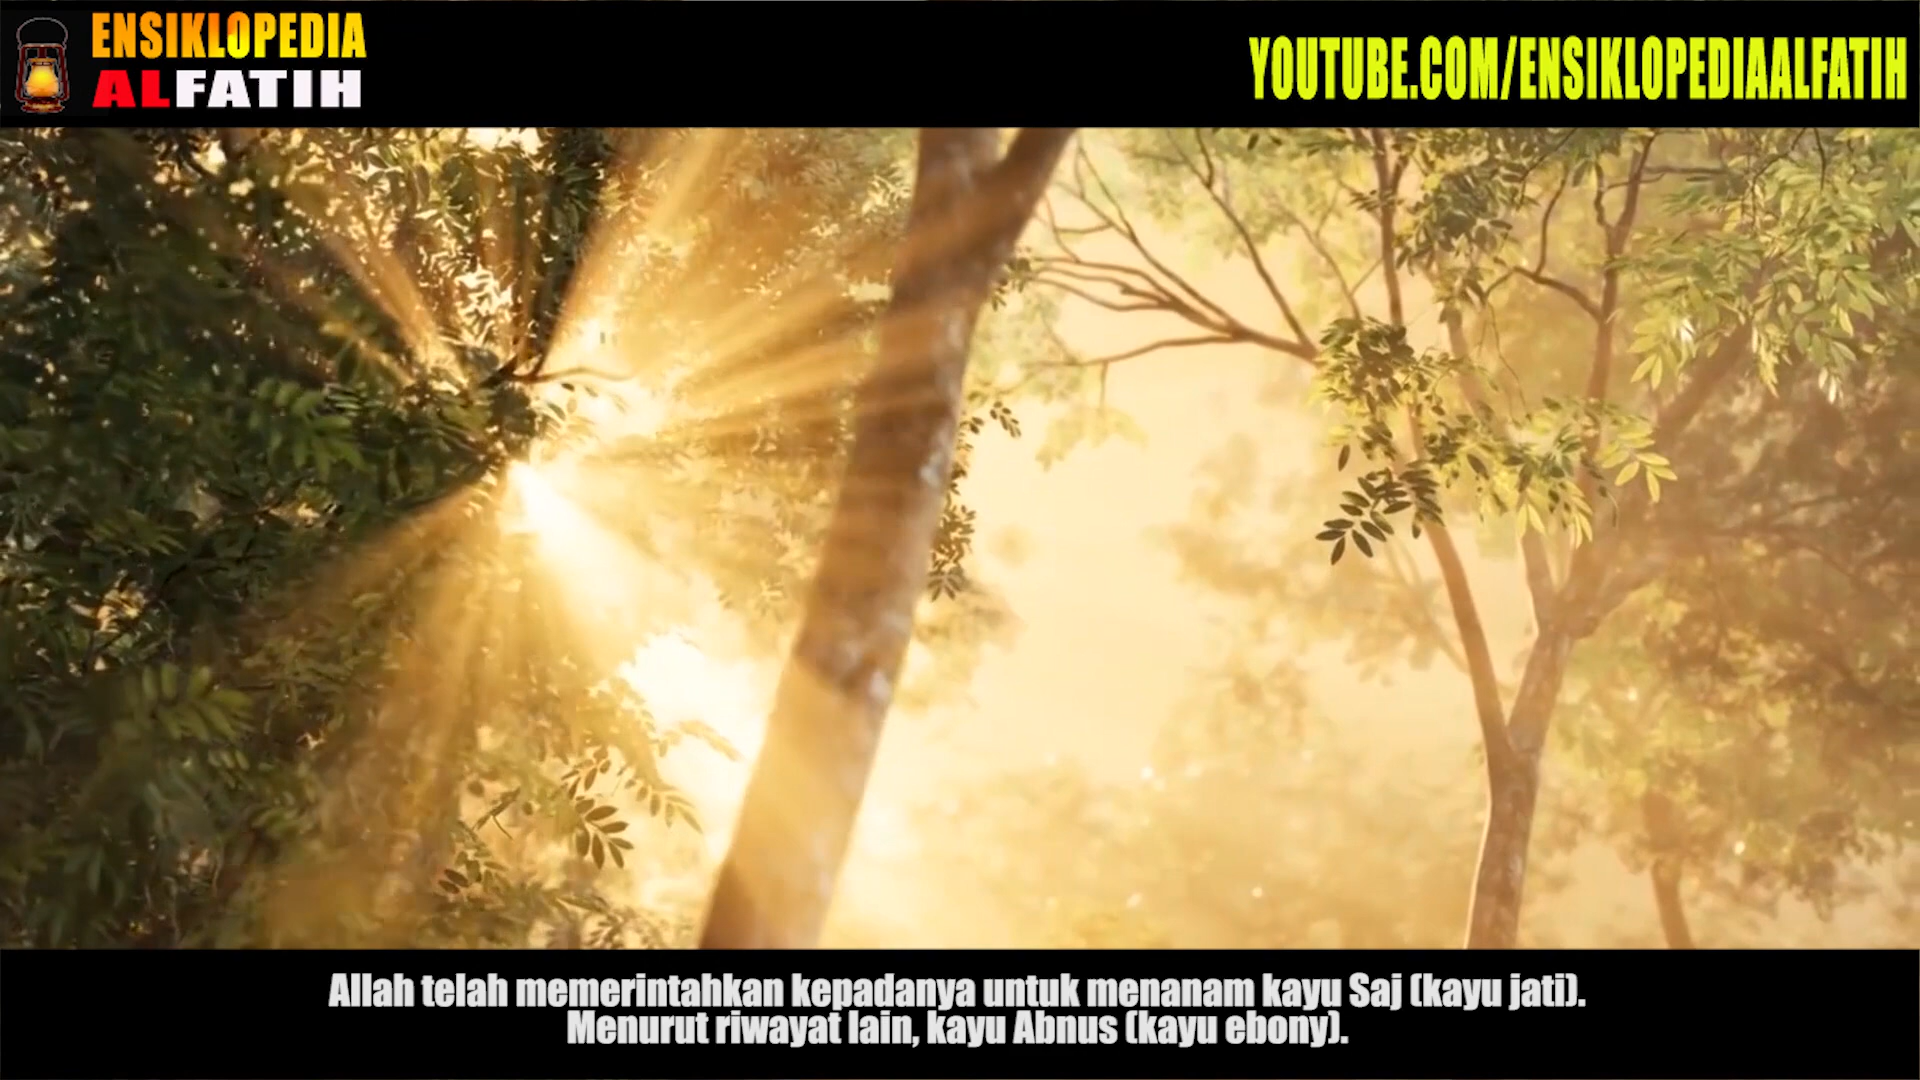 ENSIKLOPEDIA
ALFATIH
YOUTUBE.COM/ENSIKLOPEDIAALFATIH
Allah telah memerintahkan kepadanya untuk menanam kayu Saj (kayu jati).
Menurut riwayat lain, kayu Abnus (kayu ebony).